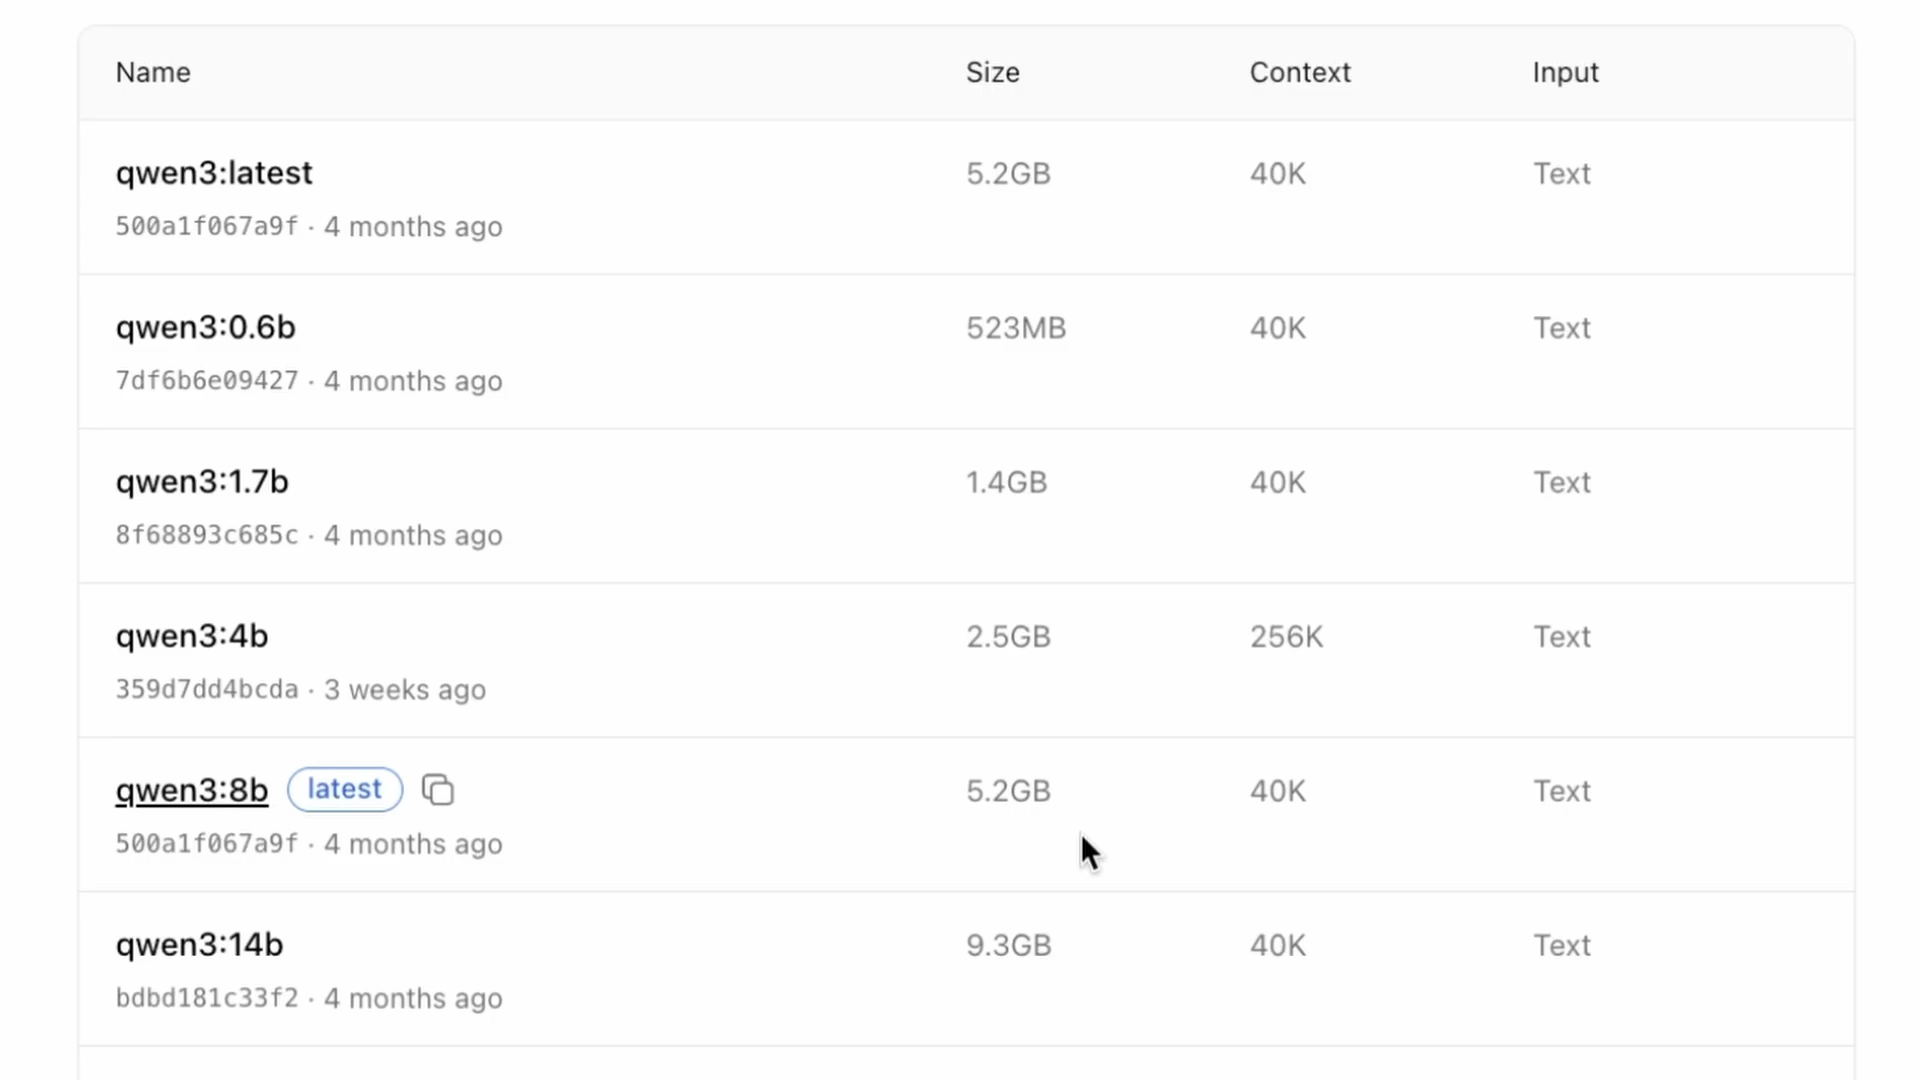 Name Size Context Input
qwen3:latest 5.2GB 40K Text
500a1f067a9f · 4 months ago
qwen3:0.6b 523MB 40K Text
7df6b6e09427 · 4 months ago
qwen3:1.7b 1.4GB 40K Text
8f68893c685c · 4 months ago
qwen3:4b 2.5GB 256K Text
359d7dd4bcda · 3 weeks ago
qwen3:8b latest 5.2GB 40K Text
500a1f067a9f · 4 months ago
qwen3:14b 9.3GB 40K Text
bdbd181c33f2 · 4 months ago